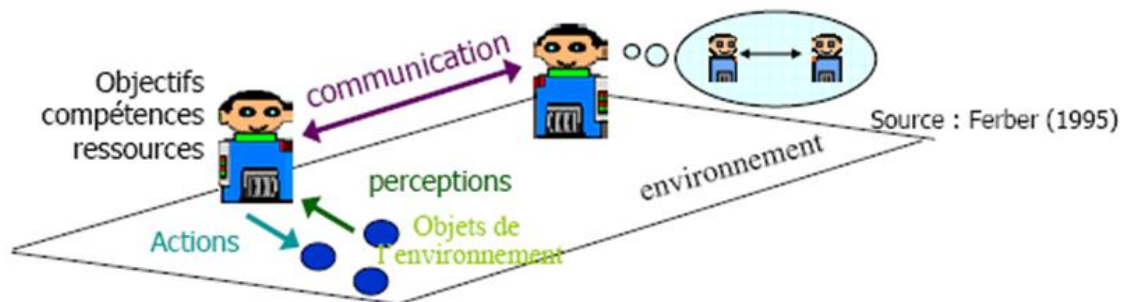 communication
Objectifs
compétences
ressources
Source : Ferber (1995)
environnement
perceptions
Objets de
l'environnement
Actions